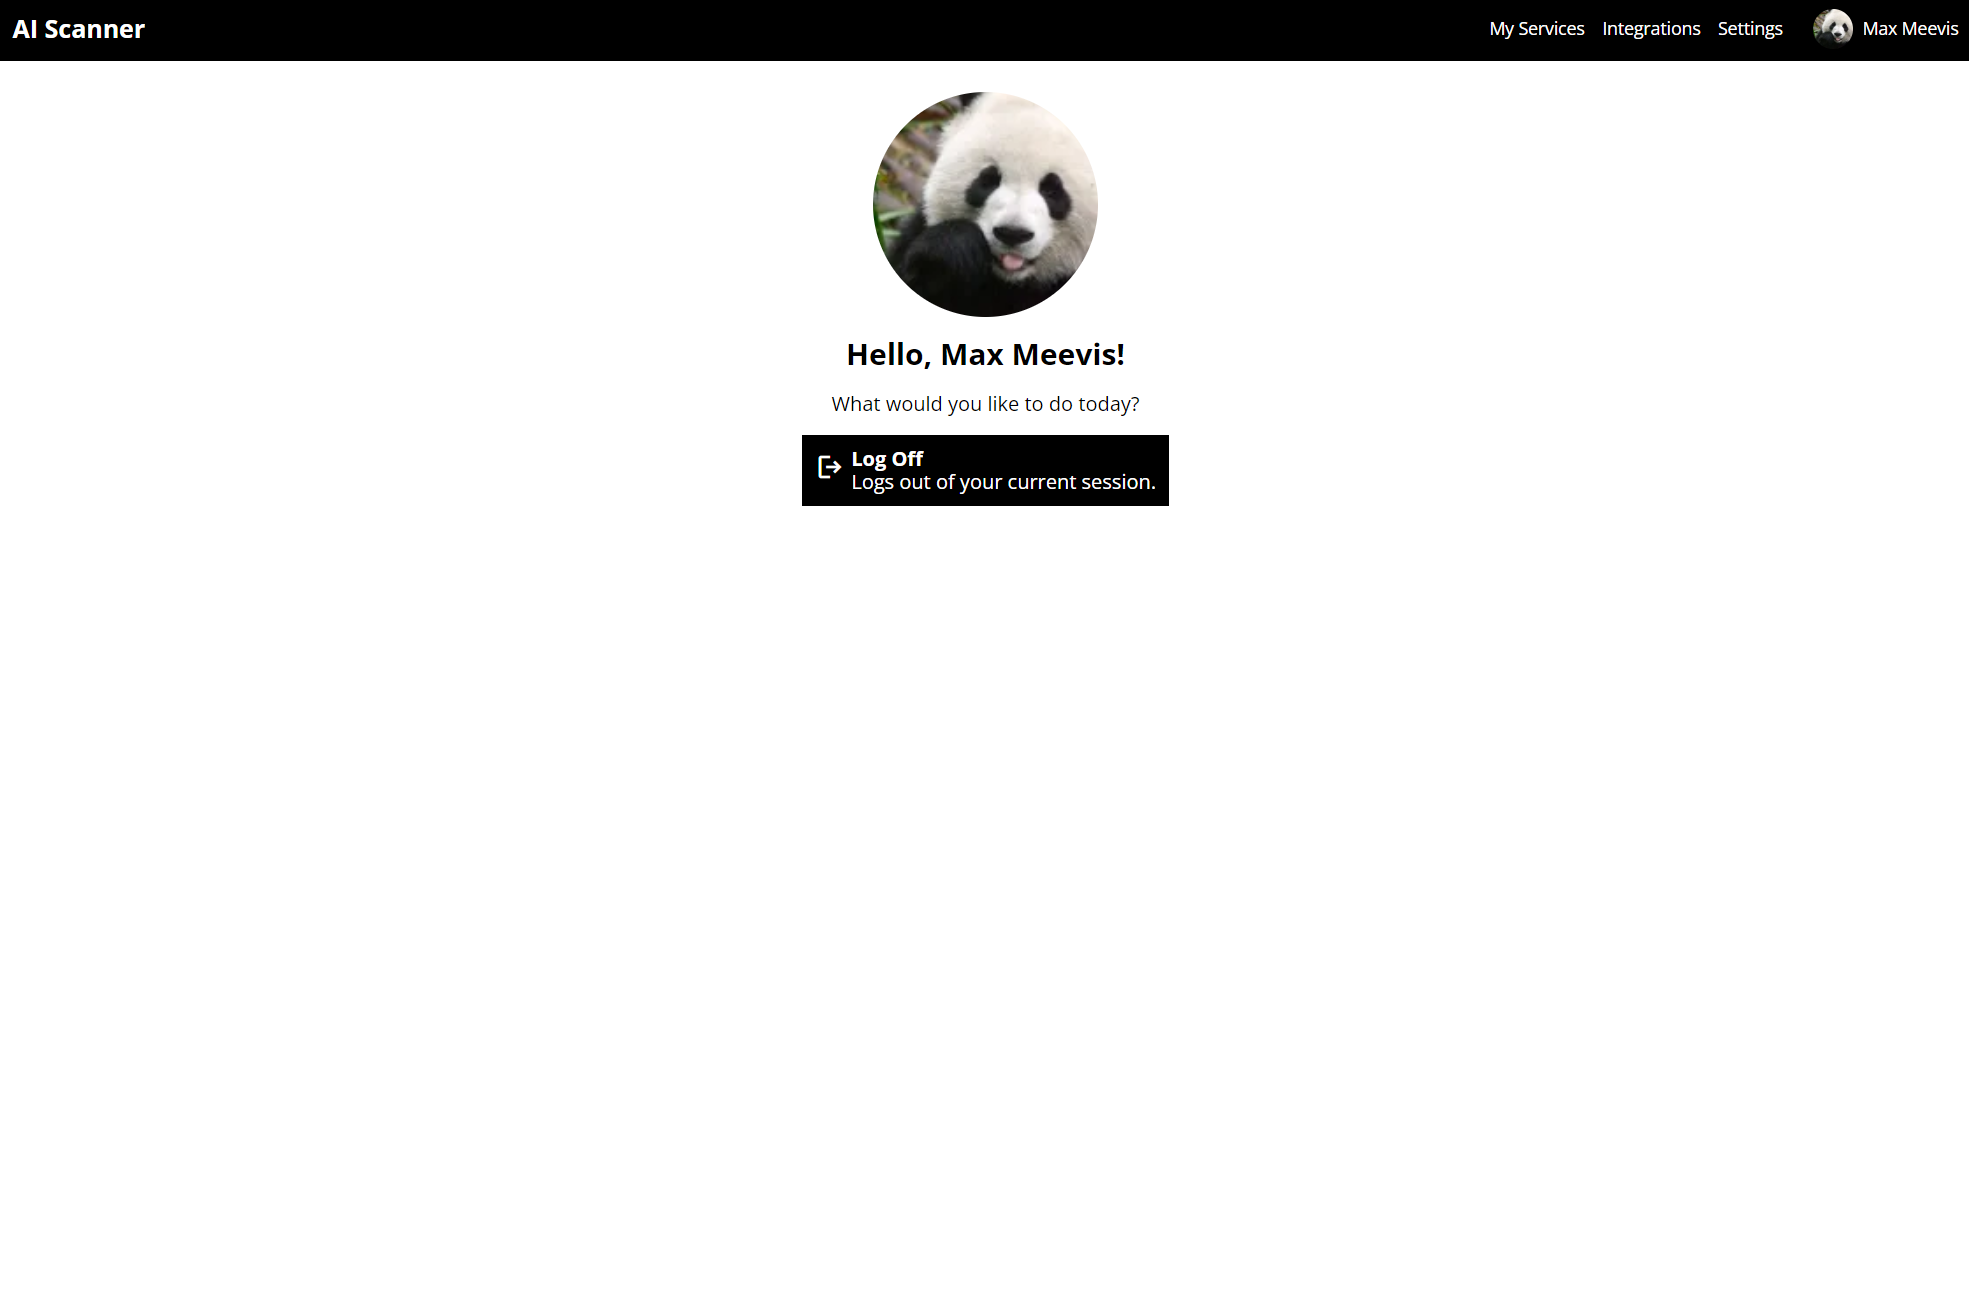 AI Scanner
My Services Integrations Settings Max Meevis
Hello, Max Meevis!
What would you like to do today?
Log Off
Logs out of your current session.